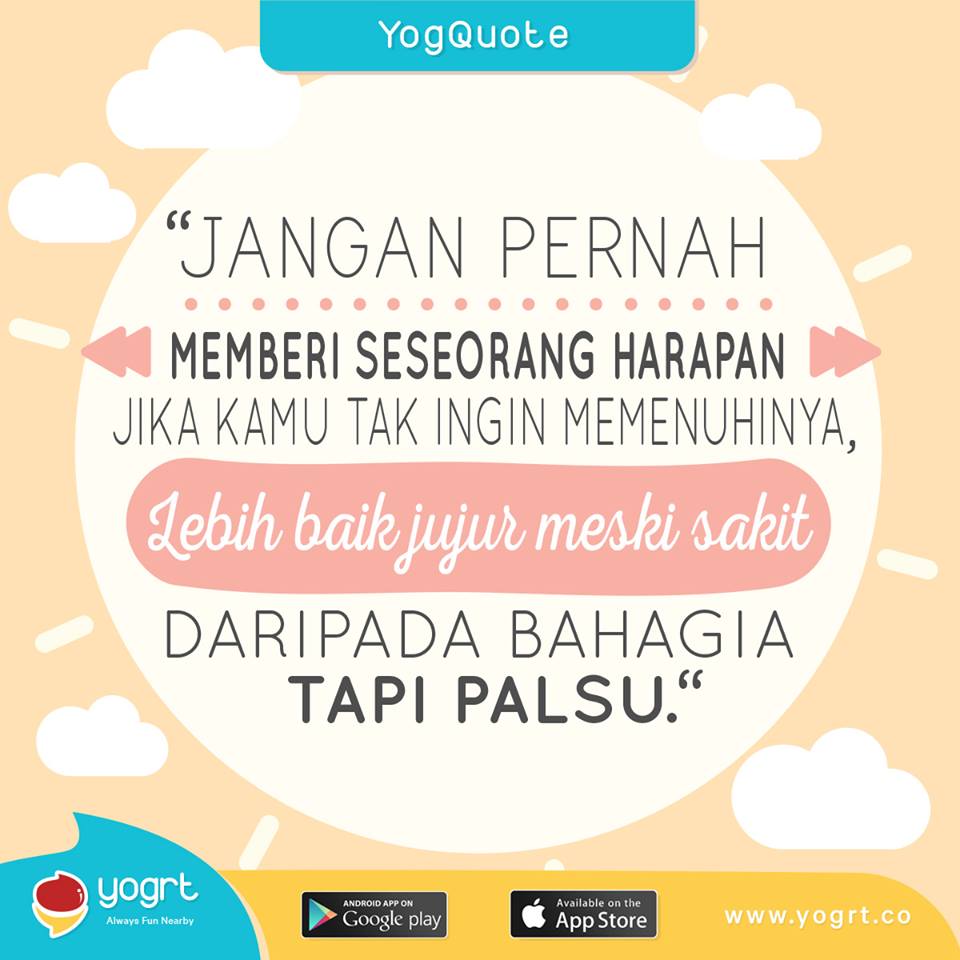 YogQuote
“JANGAN PERNAH
MEMBERI SESEORANG HARAPAN
JIKA KAMU TAK INGIN MEMENUHINYA,
Lebih baik jujur meski sakit
DARIPADA BAHAGIA
TAPI PALSU.“
yogrt
Always Fun Nearby
ANDROID APP ON
Google play
Available on the
App Store
www.yogrt.co